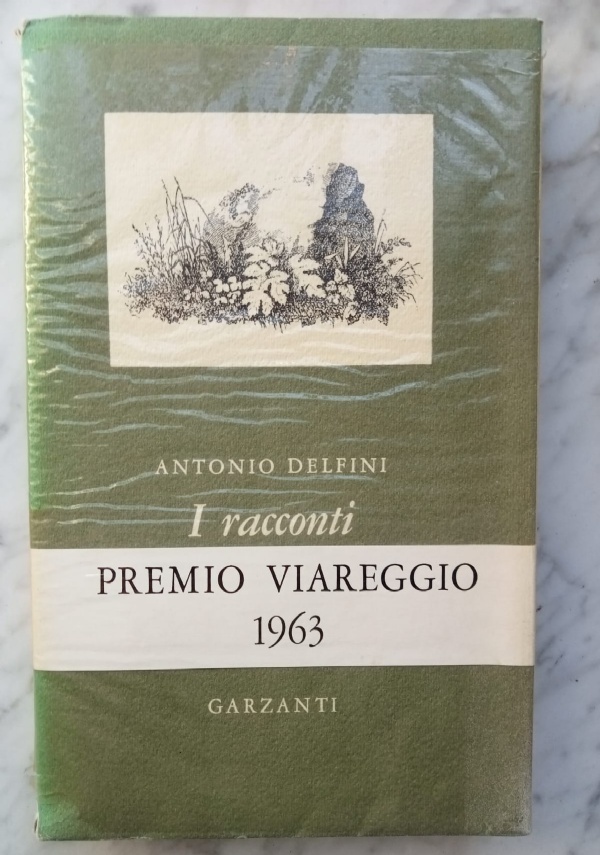 ANTONIO DELFINI
I racconti
PREMIO VIAREGGIO
1963
GARZANTI